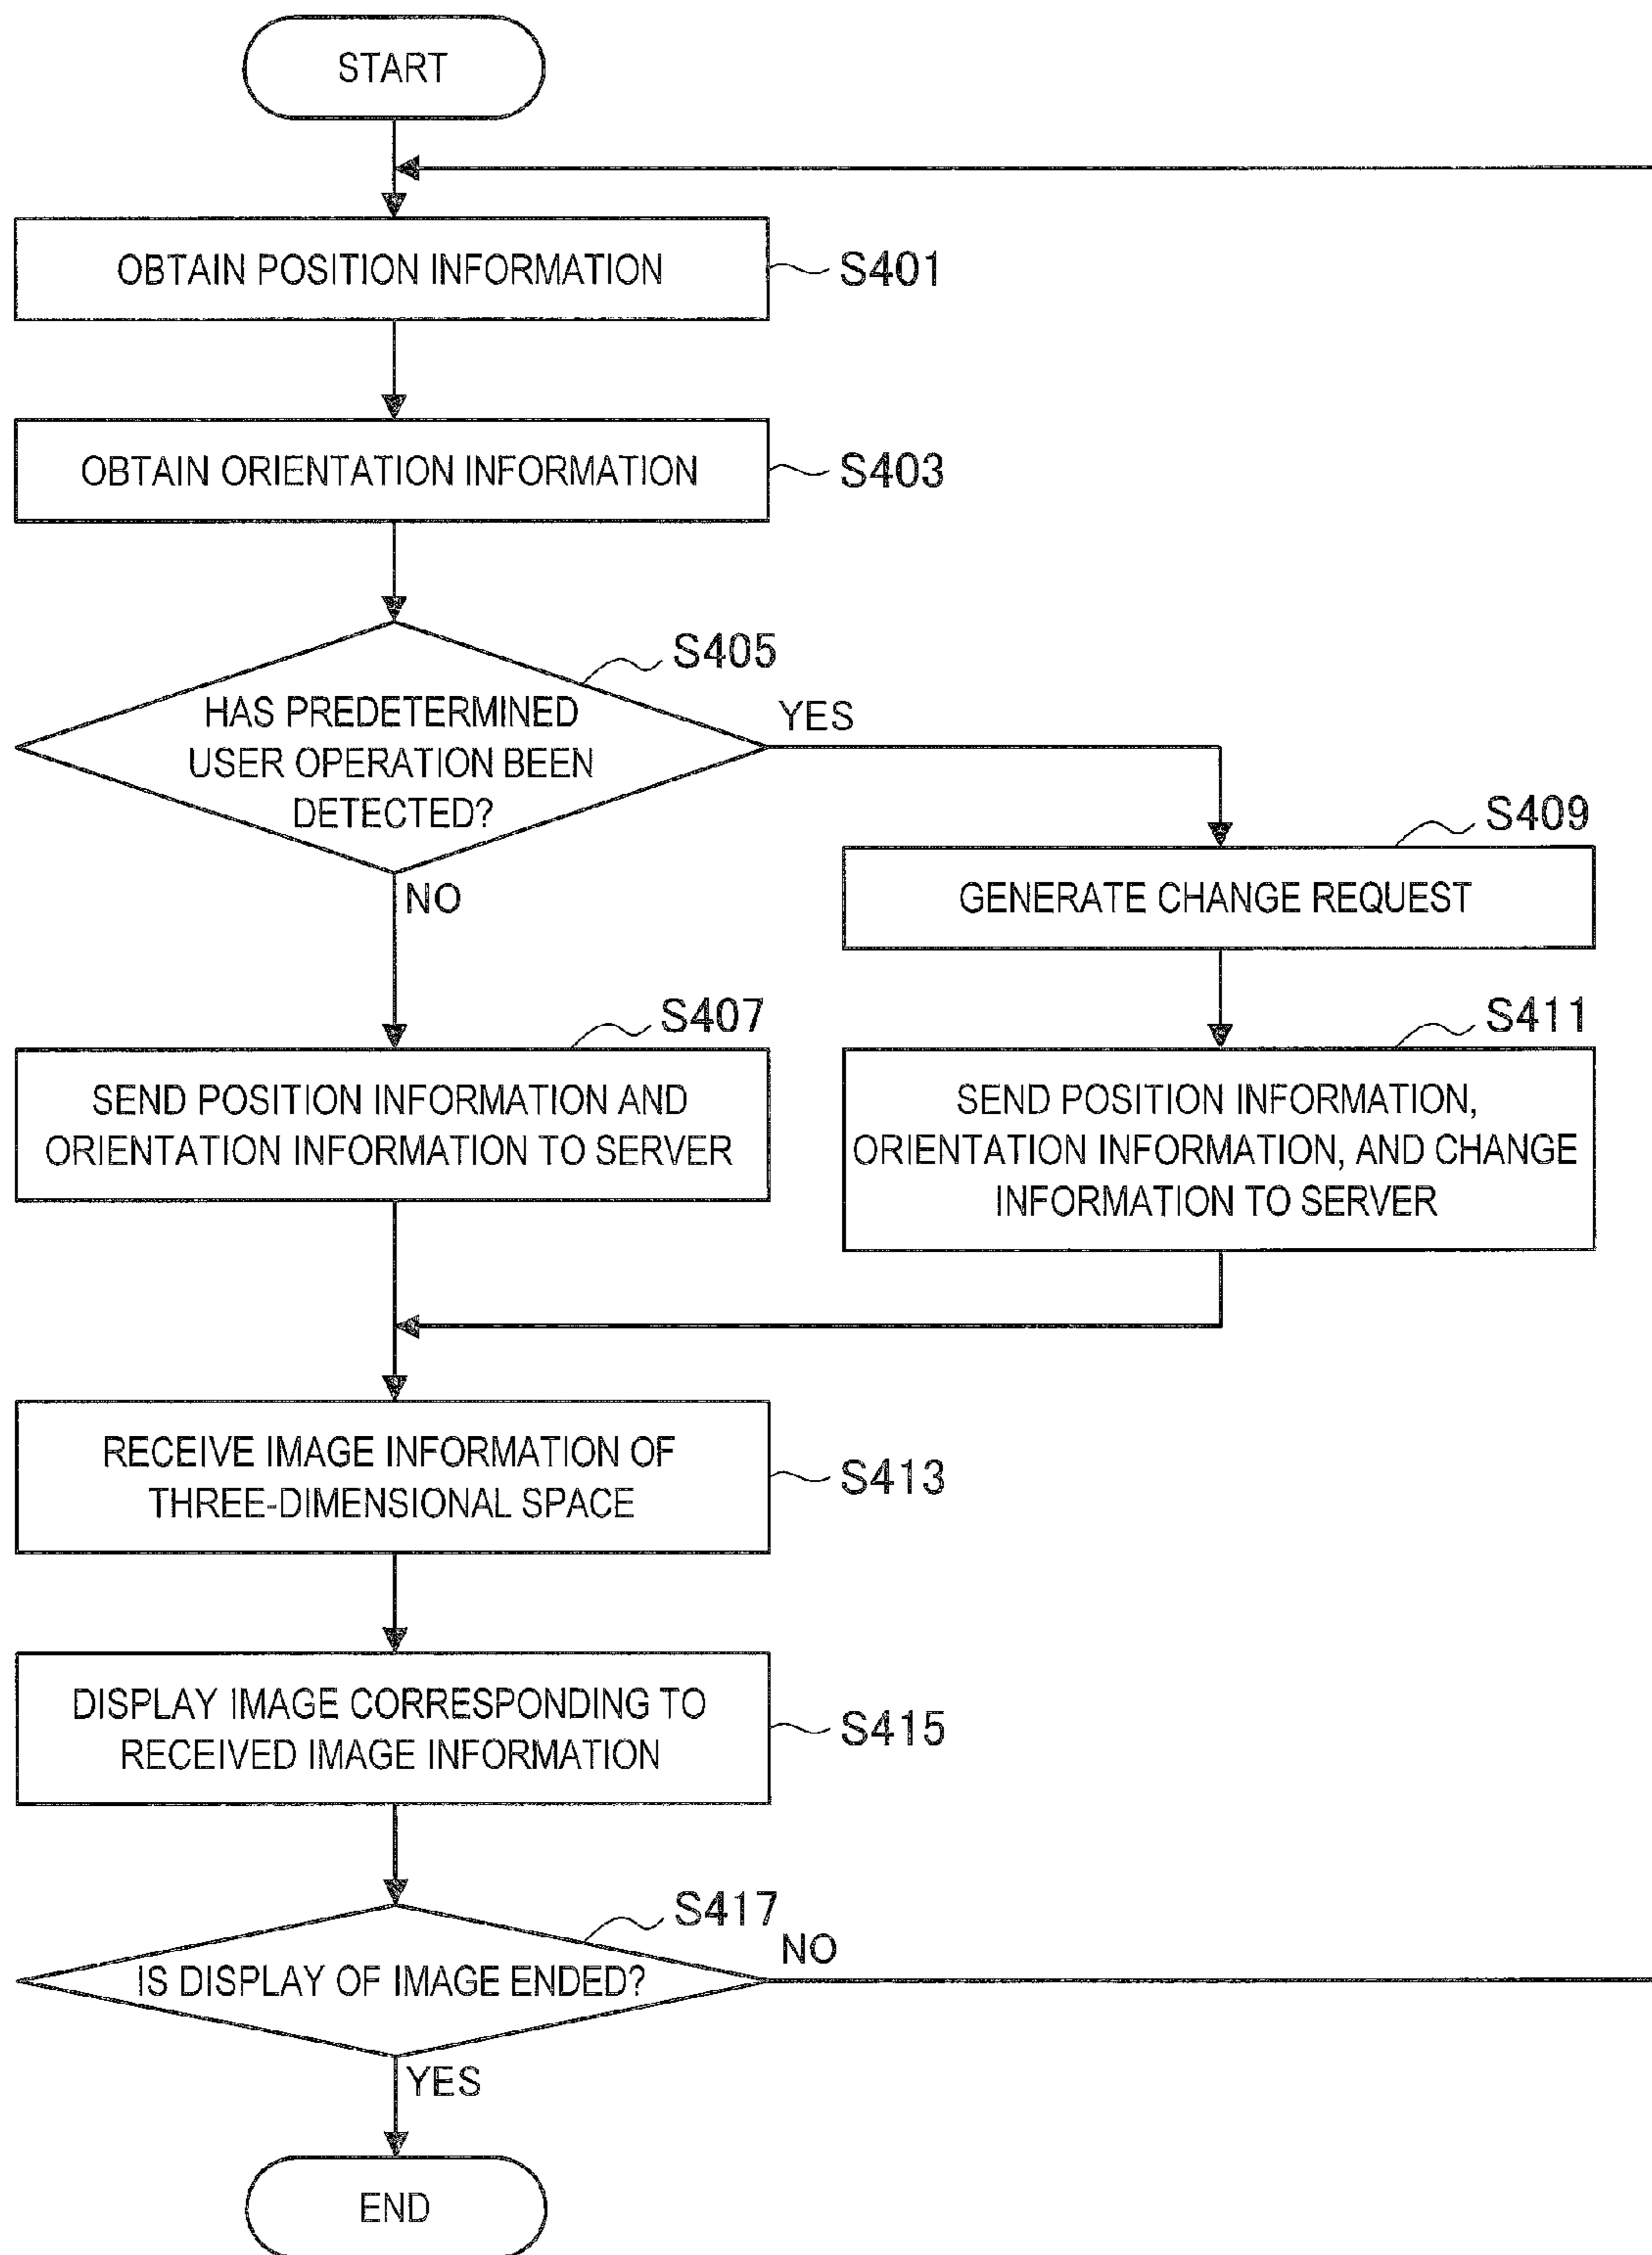 START
OBTAIN POSITION INFORMATION
S401
OBTAIN ORIENTATION INFORMATION
S403
S405
HAS PREDETERMINED
USER OPERATION BEEN
DETECTED?
YES
NO
S409
GENERATE CHANGE REQUEST
S407
SEND POSITION INFORMATION AND
ORIENTATION INFORMATION TO SERVER
S411
SEND POSITION INFORMATION,
ORIENTATION INFORMATION, AND CHANGE
INFORMATION TO SERVER
RECEIVE IMAGE INFORMATION OF
THREE-DIMENSIONAL SPACE
S413
DISPLAY IMAGE CORRESPONDING TO
RECEIVED IMAGE INFORMATION
S415
S417
IS DISPLAY OF IMAGE ENDED?
NO
YES
END